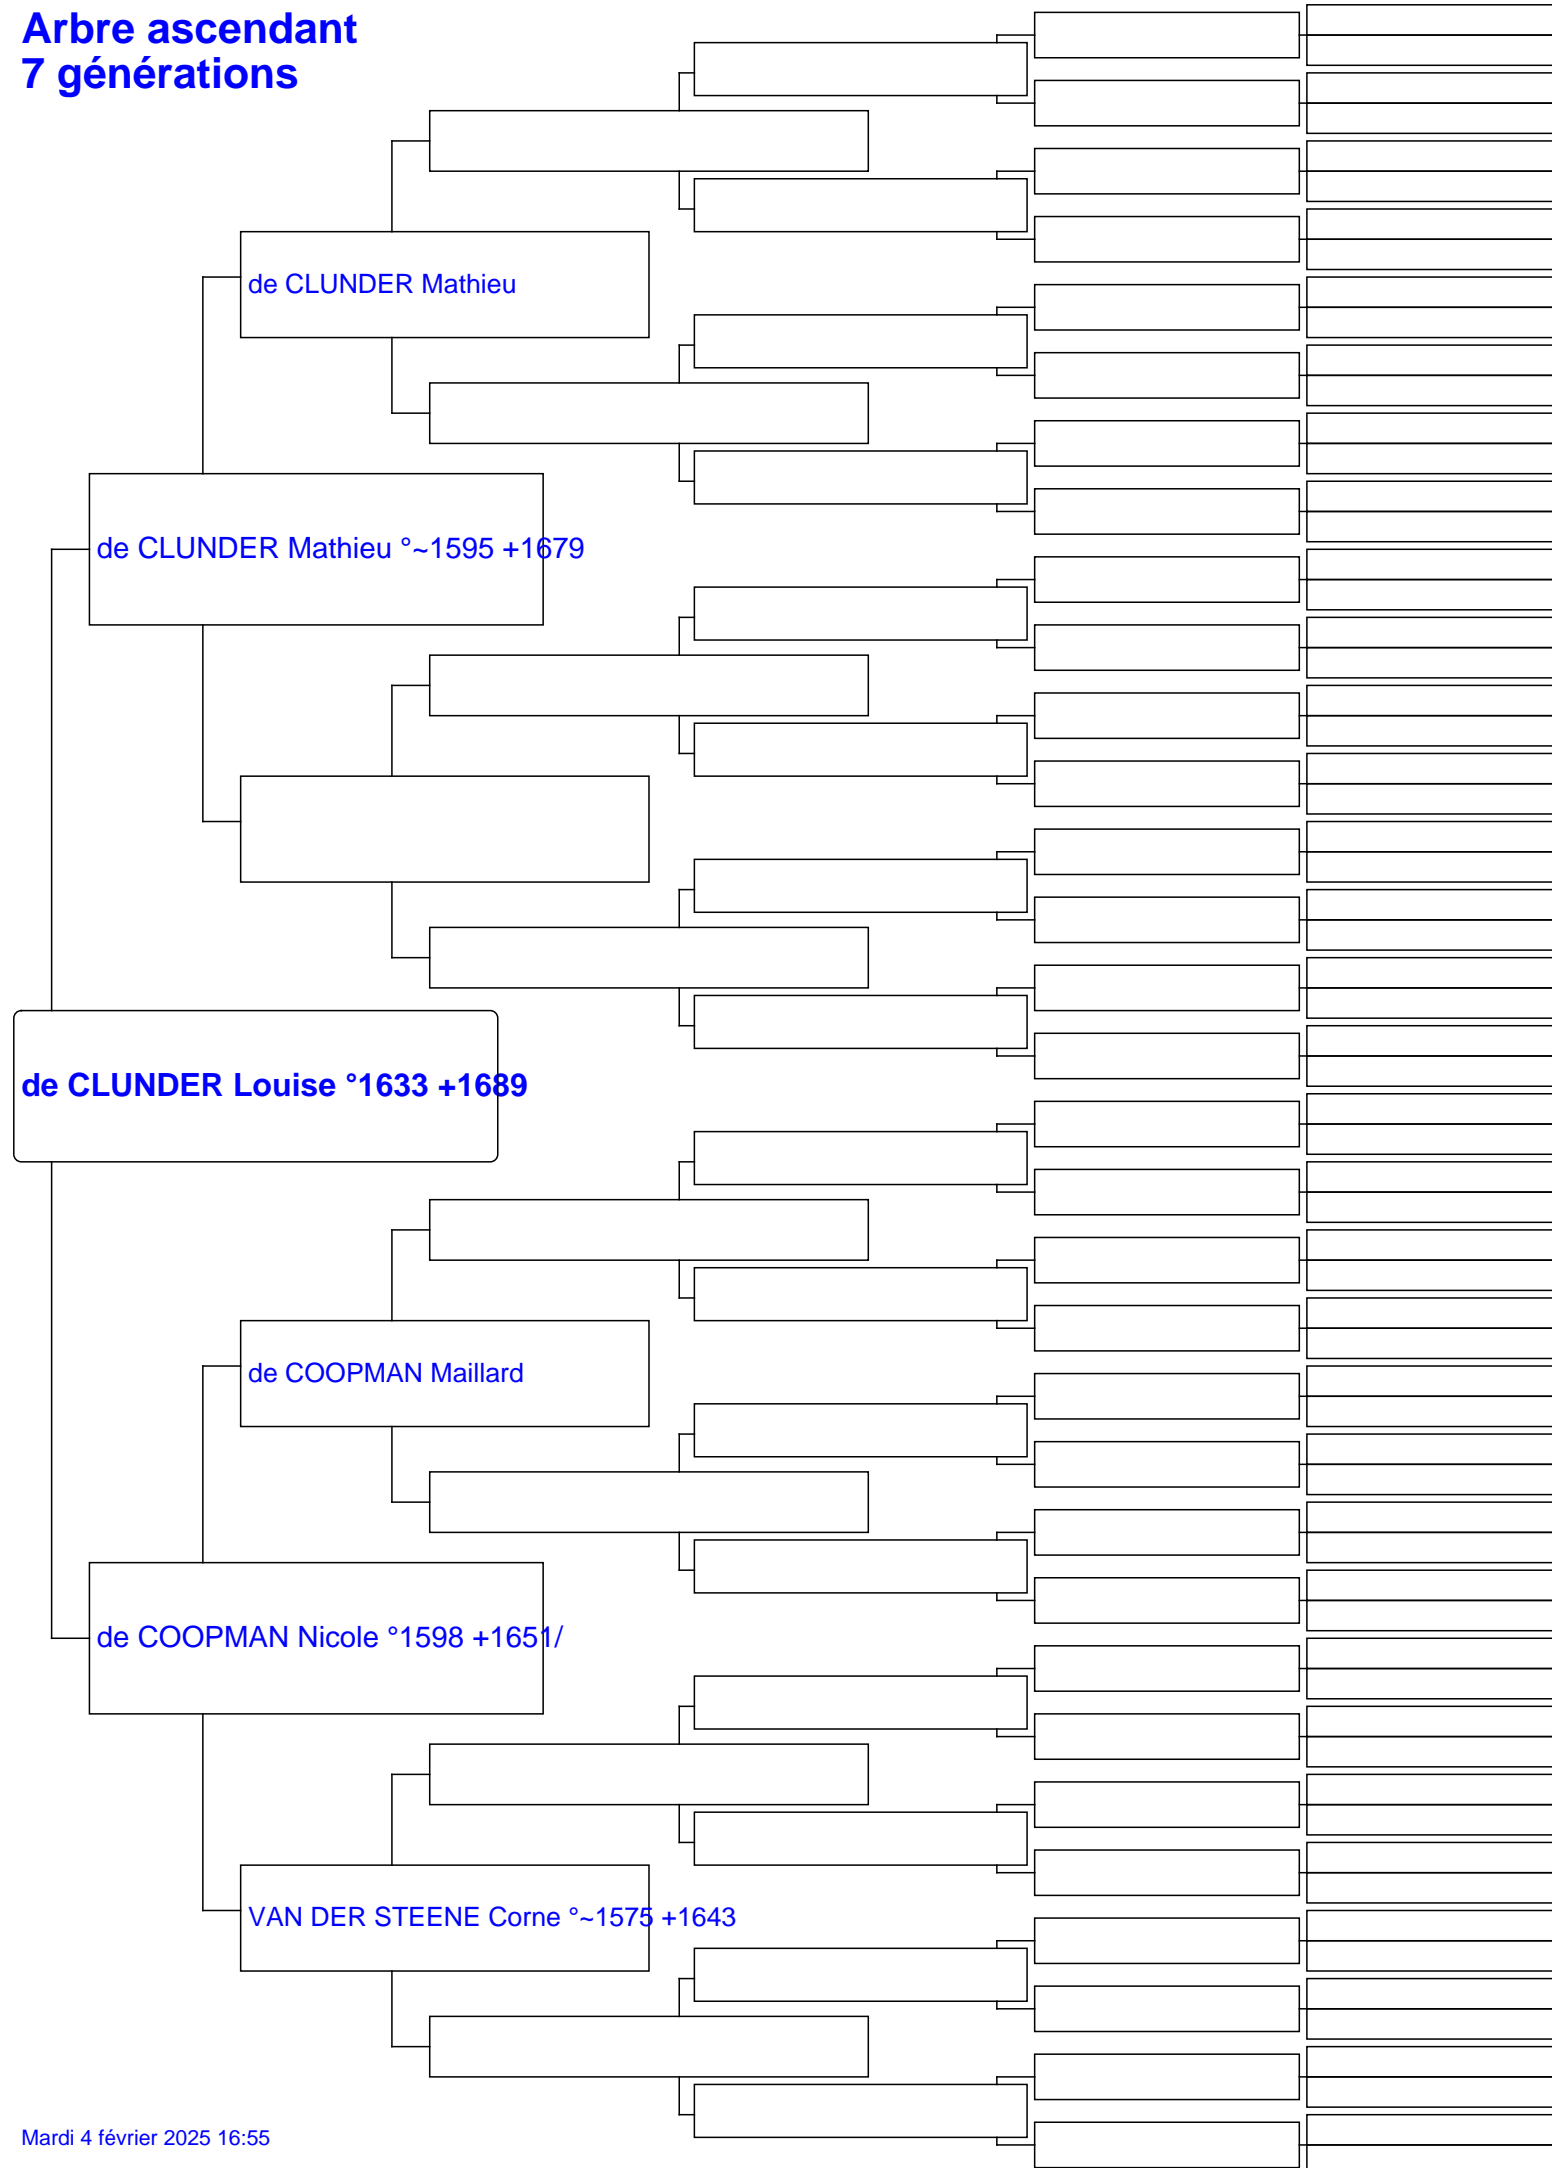 Arbre ascendant
7 générations
de CLUNDER Mathieu
de CLUNDER Mathieu °~1595 +1679
de CLUNDER Louise °1633 +1689
de COOPMAN Maillard
de COOPMAN Nicole °1598 +1651/
VAN DER STEENE Corne °~1575 +1643
Mardi 4 février 2025 16:55